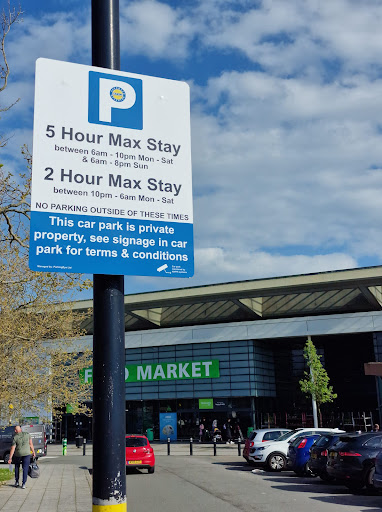 P
5 Hour Max Stay
between 6am - 10pm Mon - Sat
& 6am - 8pm Sun
2 Hour Max Stay
between 10pm - 6am Mon - Sat
NO PARKING OUTSIDE OF THESE TIMES
This car park is private
property, see signage in car
park for terms & conditions
MARKET